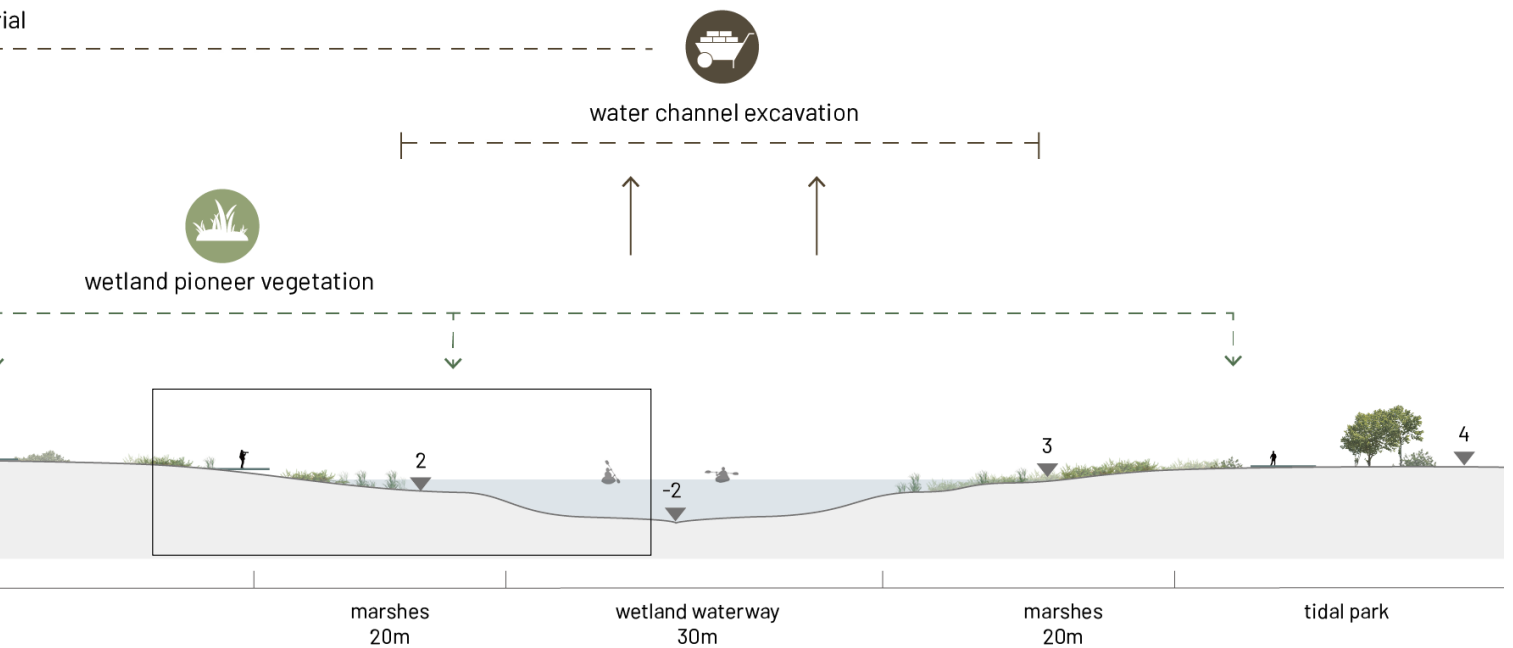 water channel excavation
wetland pioneer vegetation
2
-2
3
4
marshes
20m
wetland waterway
30m
marshes
20m
tidal park